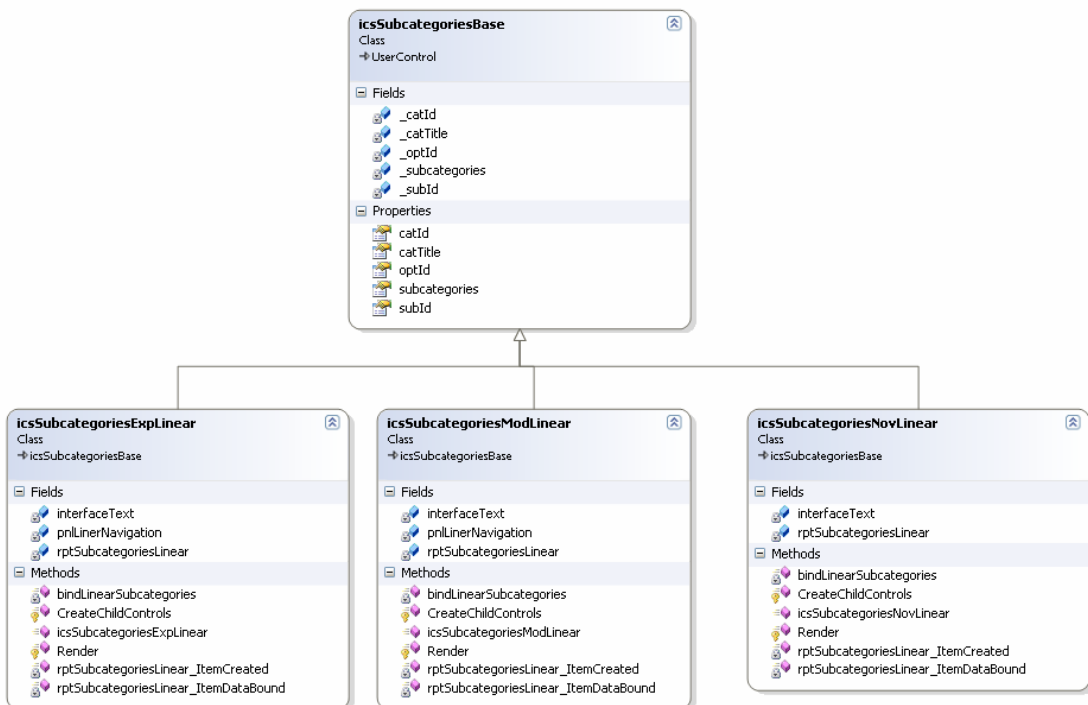 icsSubcategoriesBase
Class
UserControl
Fields
_catId
_catTitle
_optId
_subcategories
_subId
Properties
catId
catTitle
optId
subcategories
subId
icsSubcategoriesExpLinear
Class
icsSubcategoriesBase
Fields
interfaceText
pnlLinerNavigation
rptSubcategoriesLinear
Methods
bindLinearSubcategories
CreateChildControls
icsSubcategoriesExpLinear
Render
rptSubcategoriesLinear_ItemCreated
rptSubcategoriesLinear_ItemDataBound
icsSubcategoriesModLinear
Class
icsSubcategoriesBase
Fields
interfaceText
pnlLinerNavigation
rptSubcategoriesLinear
Methods
bindLinearSubcategories
CreateChildControls
icsSubcategoriesModLinear
Render
rptSubcategoriesLinear_ItemCreated
rptSubcategoriesLinear_ItemDataBound
icsSubcategoriesNovLinear
Class
icsSubcategoriesBase
Fields
interfaceText
rptSubcategoriesLinear
Methods
bindLinearSubcategories
CreateChildControls
icsSubcategoriesNovLinear
Render
rptSubcategoriesLinear_ItemCreated
rptSubcategoriesLinear_ItemDataBound